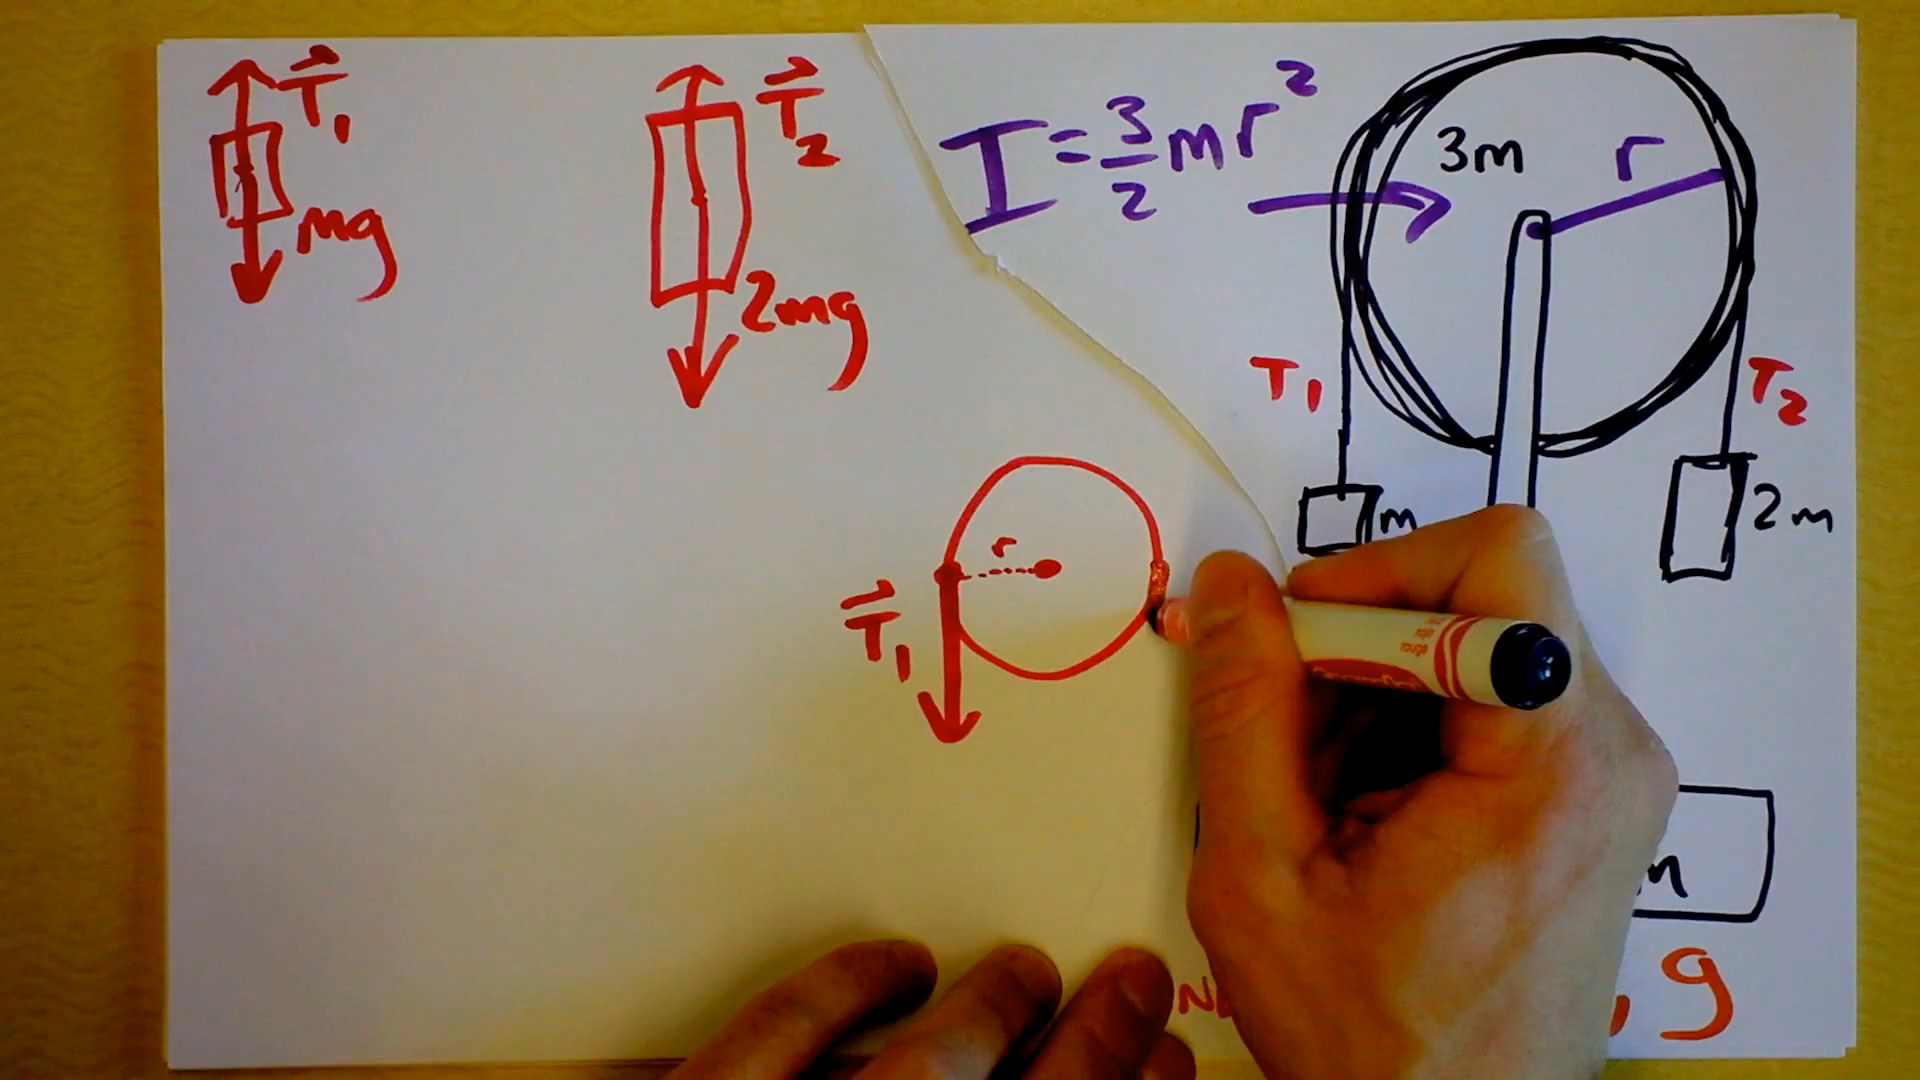 T₁
mg
T₂
2mg
I = 3/2 mr²
3m
r
T₁
T₂
m
2m
r
T₁
g